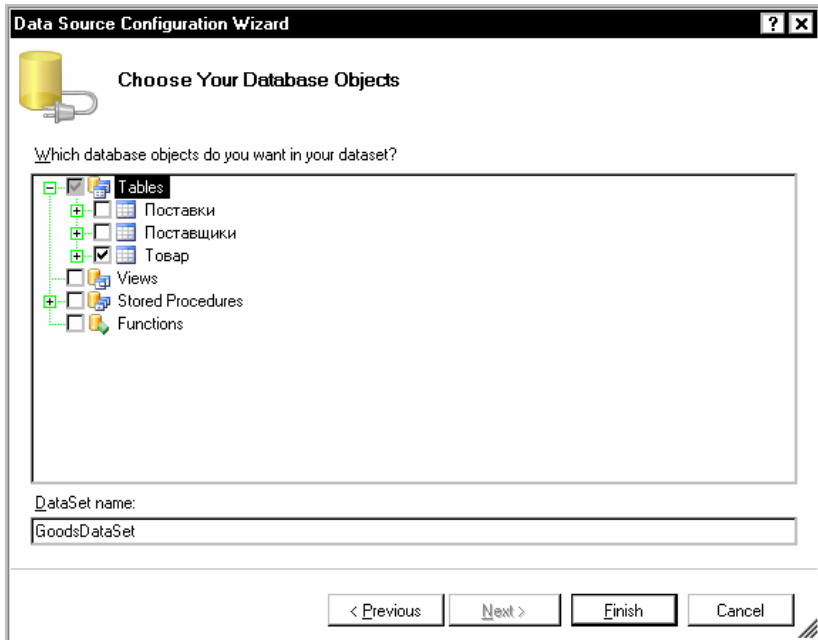 Data Source Configuration Wizard
Choose Your Database Objects
Which database objects do you want in your dataset?
Tables
Поставки
Поставщики
Товар
Views
Stored Procedures
Functions
DataSet name:
GoodsDataSet
< Previous Next > Finish Cancel